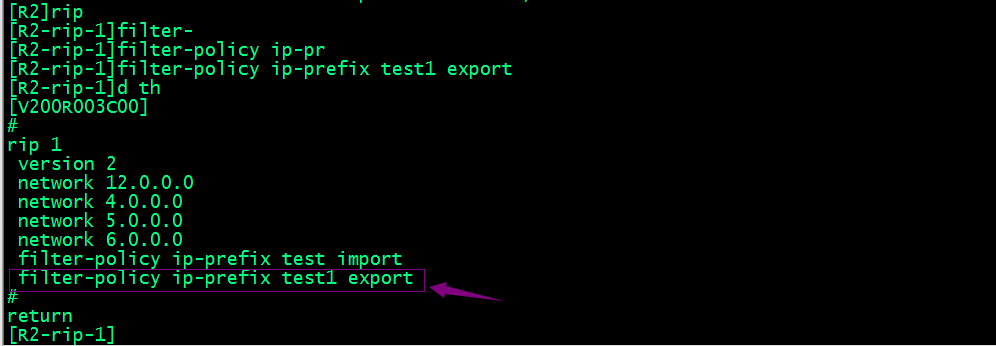 [R2]rip
[R2-rip-1]filter-
[R2-rip-1]filter-policy ip-pr
[R2-rip-1]filter-policy ip-prefix test1 export
[R2-rip-1]d th
[V200R003C00]
#
rip 1
 version 2
 network 12.0.0.0
 network 4.0.0.0
 network 5.0.0.0
 network 6.0.0.0
 filter-policy ip-prefix test import
 filter-policy ip-prefix test1 export
#
return
[R2-rip-1]